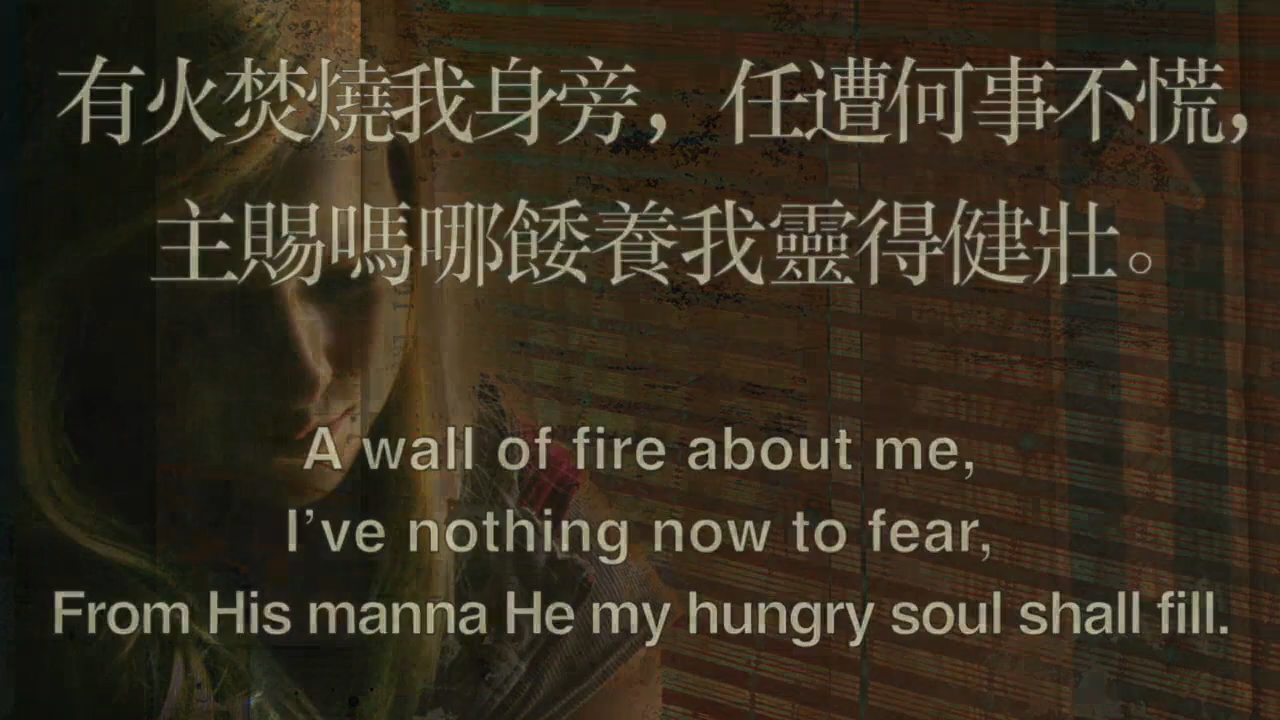 有火焚燒我身旁，任遭何事不慌，
主賜嗎哪餧養我靈得健壯。
A wall of fire about me,
I’ve nothing now to fear,
From His manna He my hungry soul shall fill.